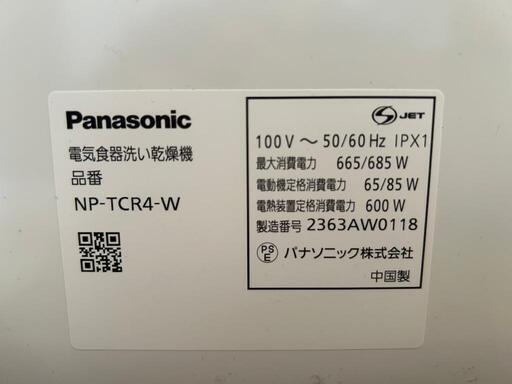 Panasonic
電気食器洗い乾燥機
品番
NP-TCR4-W
S JET
100V ~ 50/60Hz IPX1
最大消費電力 665/685 W
電動機定格消費電力 65/85 W
電熱装置定格消費電力 600 W
製造番号 2363AW0118
PS E パナソニック株式会社
中国製